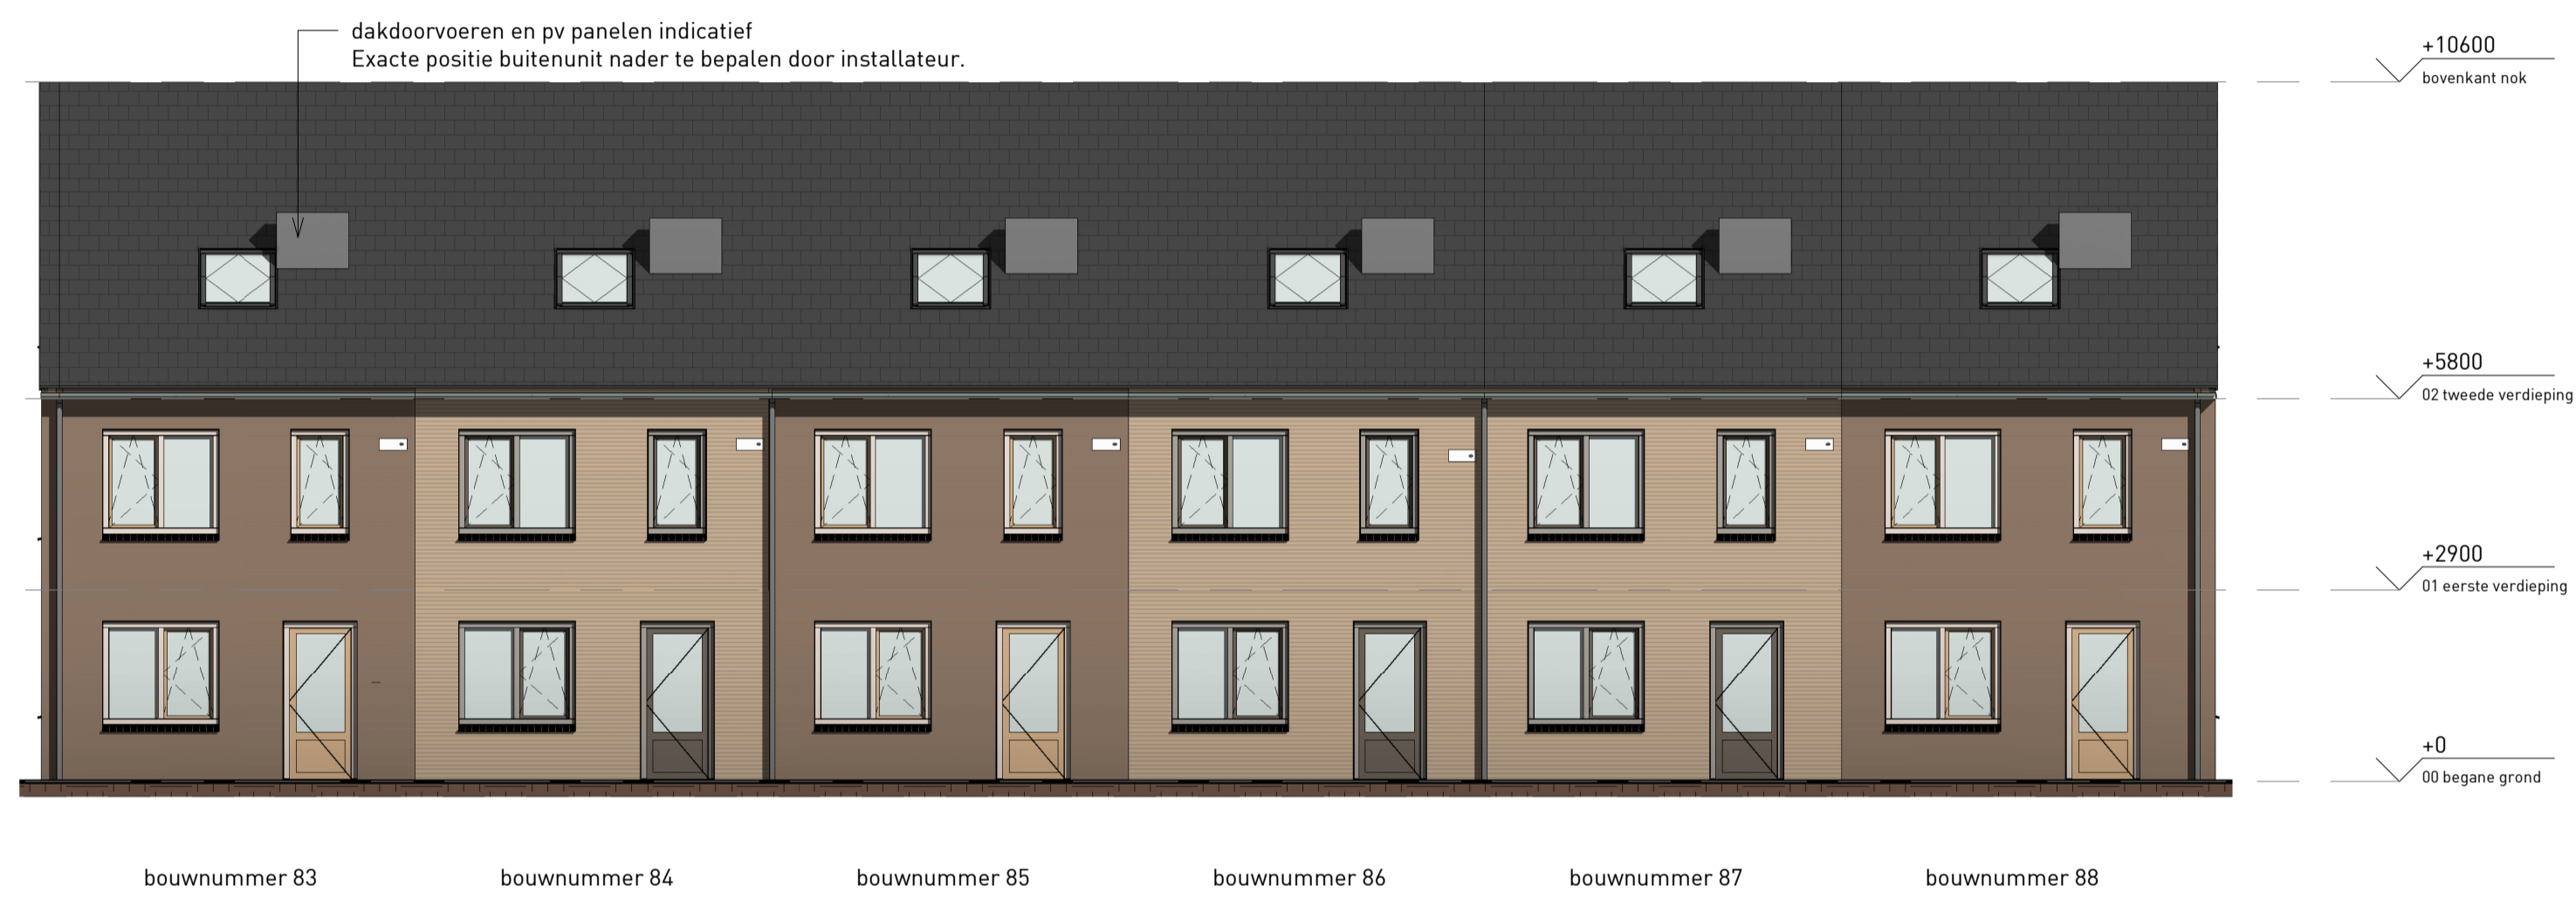 dakdoorvoeren en pv panelen indicatief
Exacte positie buitenunit nader te bepalen door installateur.
+10600
bovenkant nok
+5800
02 tweede verdieping
+2900
01 eerste verdieping
+0
00 begane grond
bouwnummer 83
bouwnummer 84
bouwnummer 85
bouwnummer 86
bouwnummer 87
bouwnummer 88